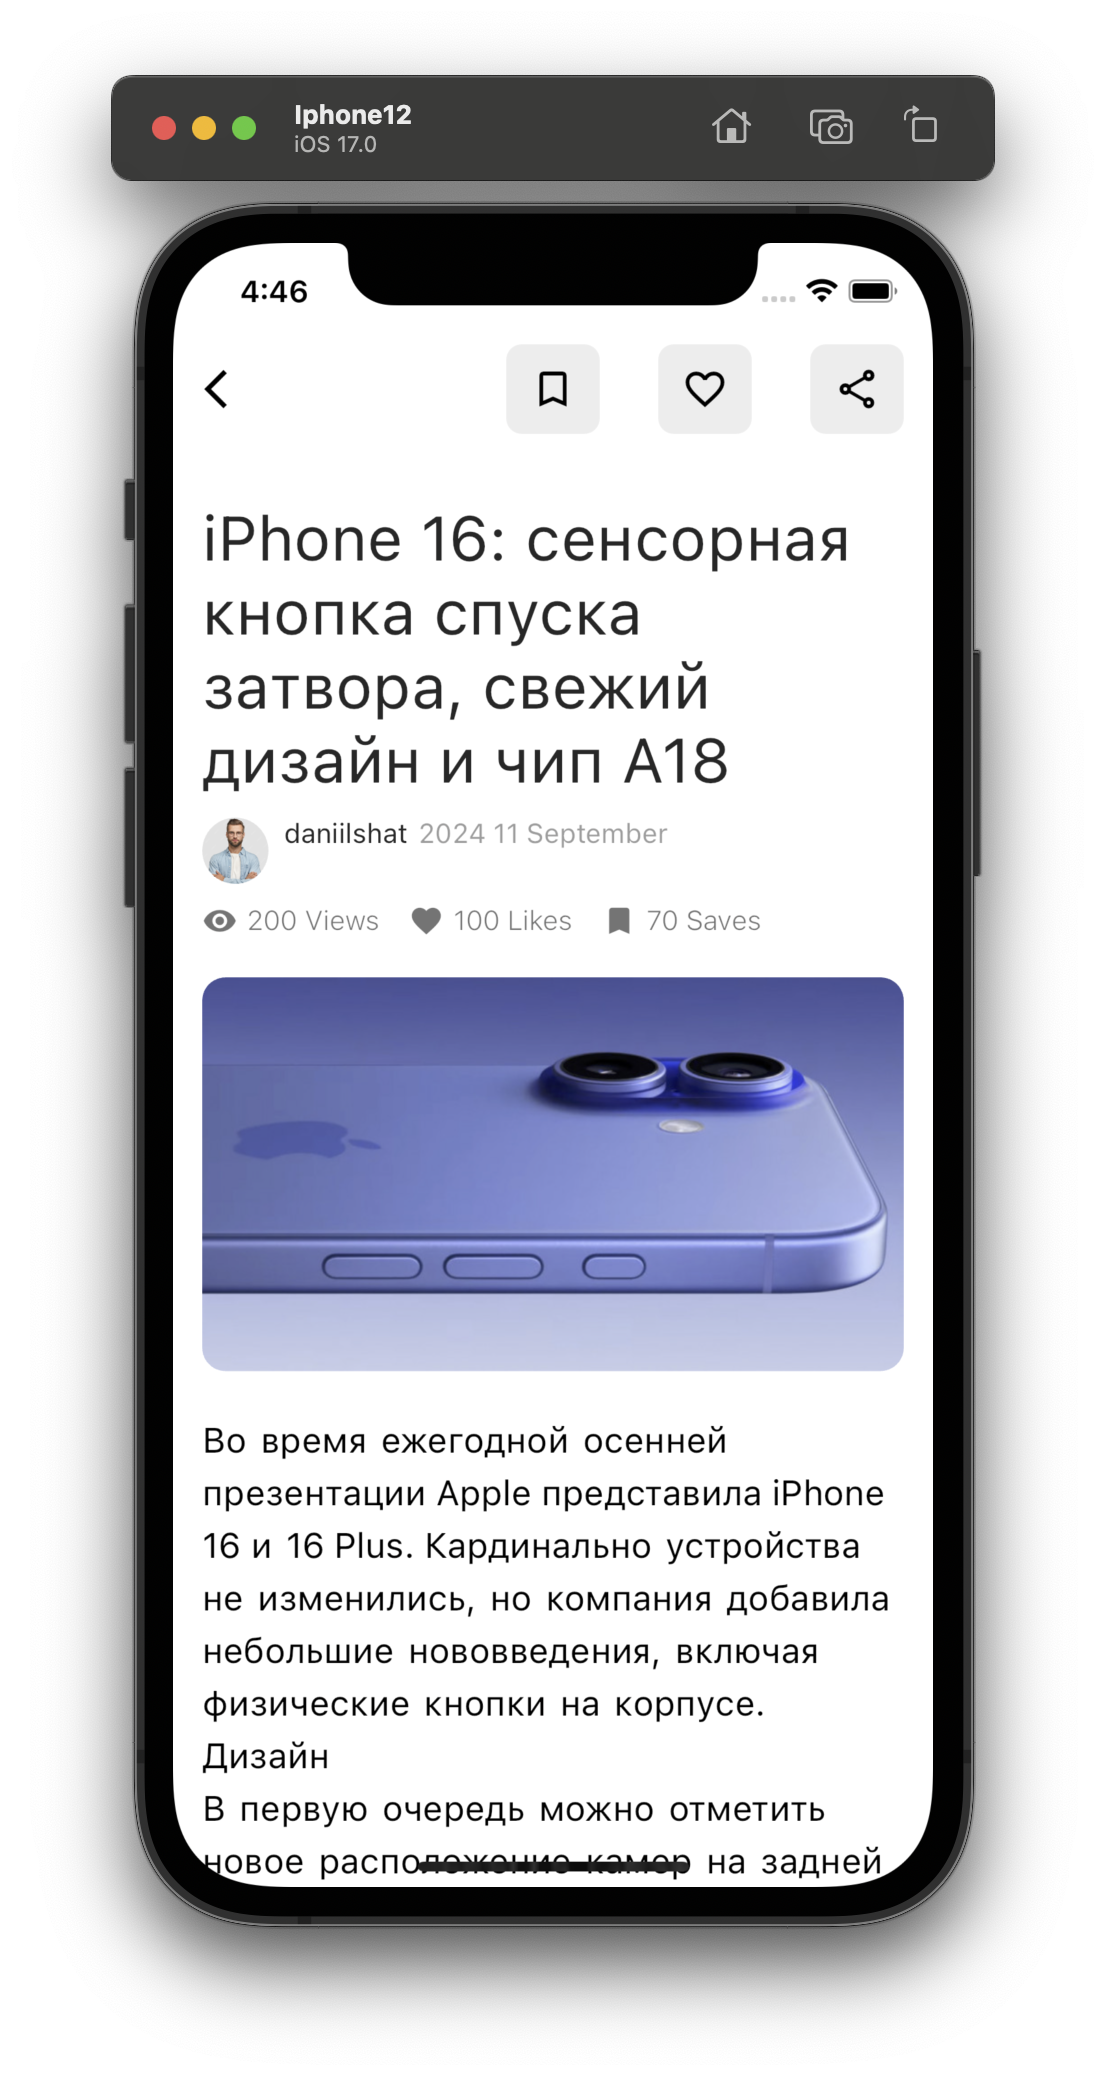 Iphone12
iOS 17.0
4:46
iPhone 16: сенсорная
кнопка спуска
затвора, свежий
дизайн и чип A18
daniilshat 2024 11 September
200 Views 100 Likes 70 Saves
Во время ежегодной осенней
презентации Apple представила iPhone
16 и 16 Plus. Кардинально устройства
не изменились, но компания добавила
небольшие нововведения, включая
физические кнопки на корпусе.
Дизайн
В первую очередь можно отметить
новое расположение камер на задней